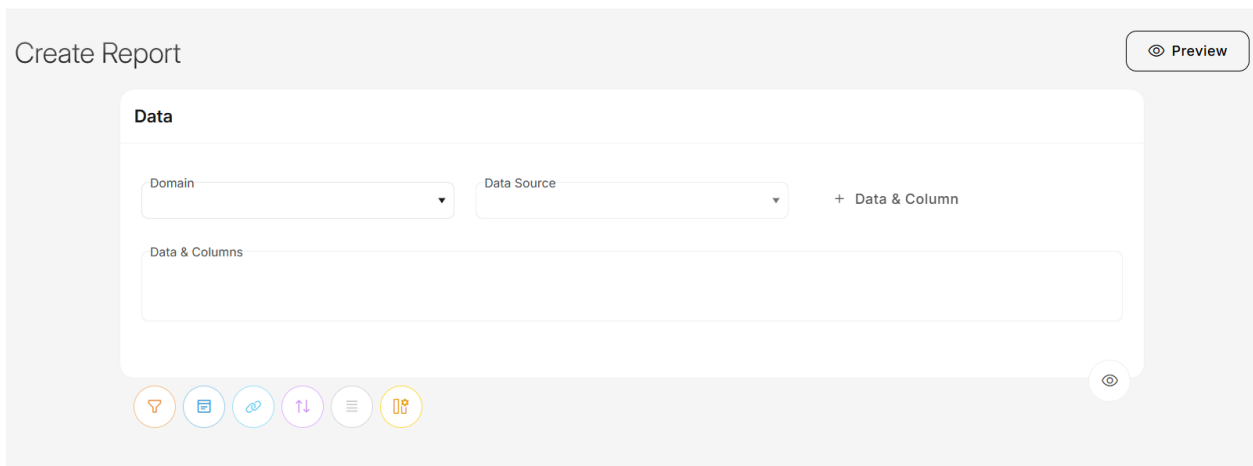 Create Report
Preview
Data
Domain
Data Source
+ Data & Column
Data & Columns